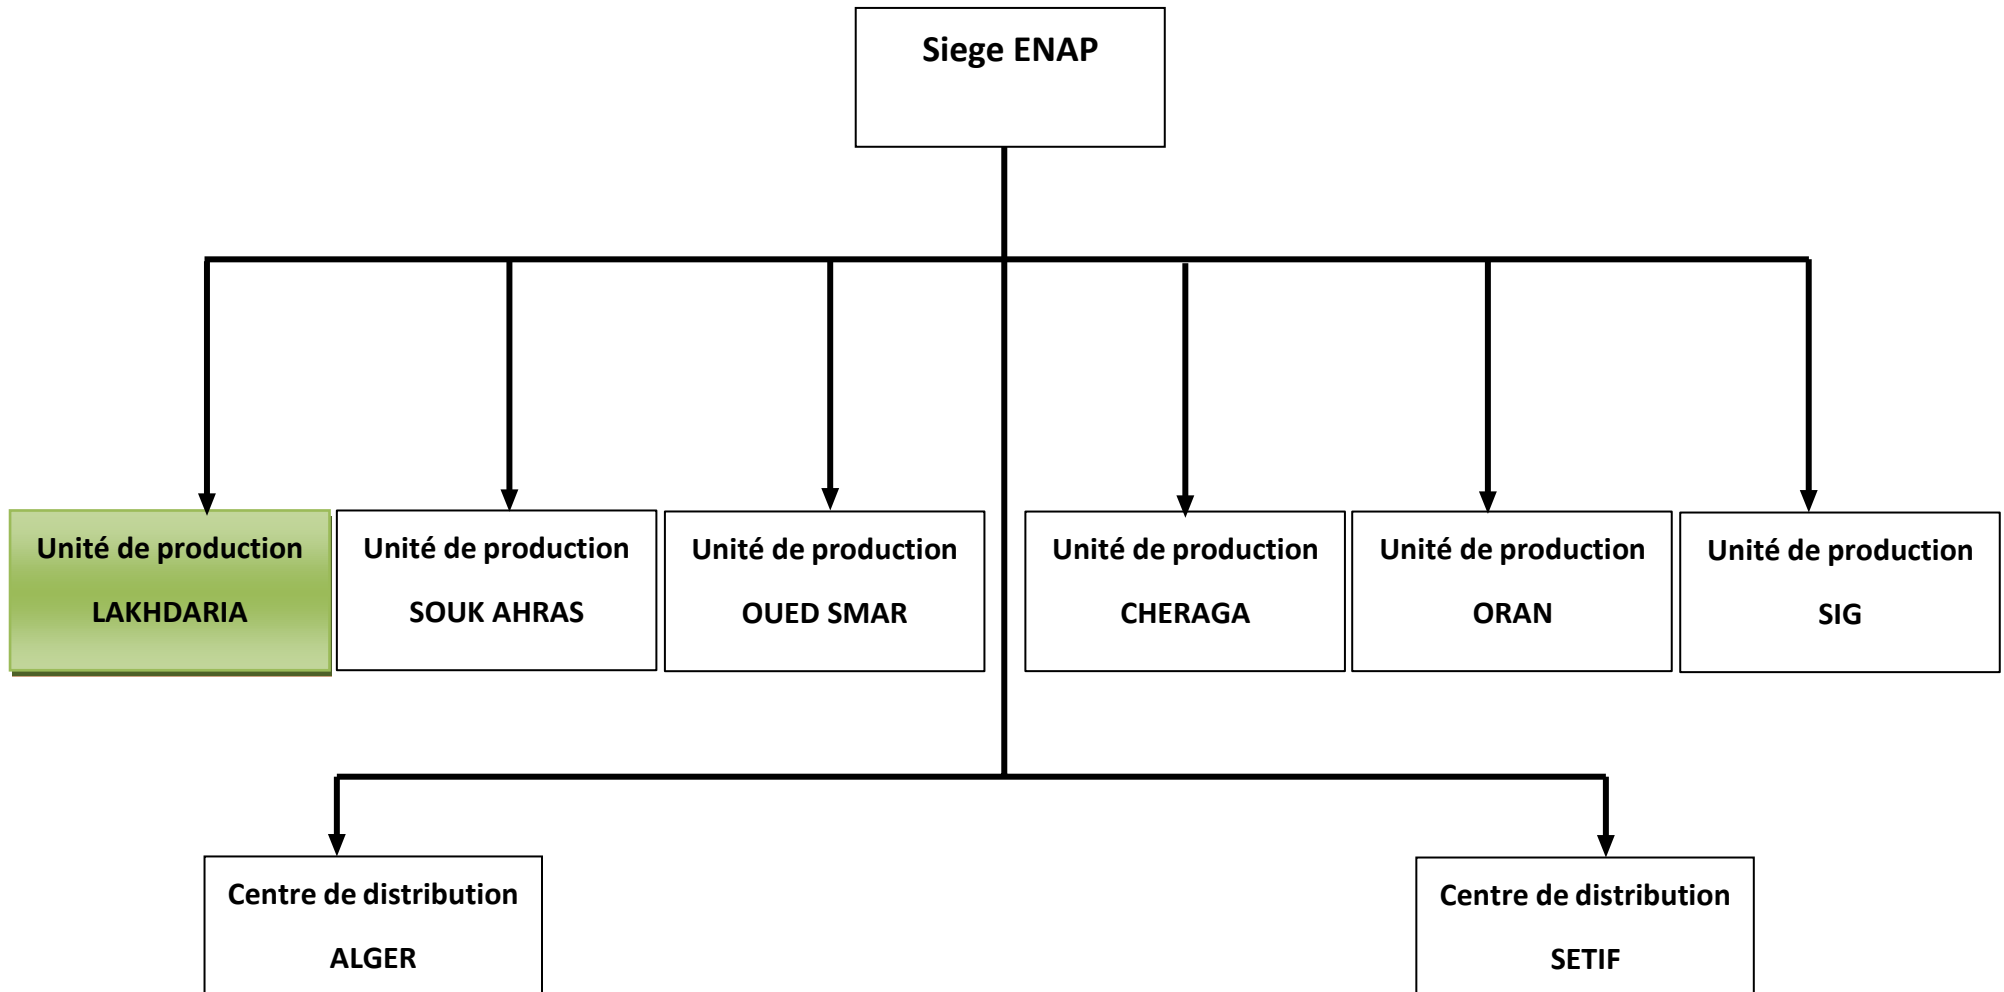 Siege ENAP
Unité de production
LAKHDARIA
Unité de production
SOUK AHRAS
Unité de production
OUED SMAR
Unité de production
CHERAGA
Unité de production
ORAN
Unité de production
SIG
Centre de distribution
ALGER
Centre de distribution
SETIF